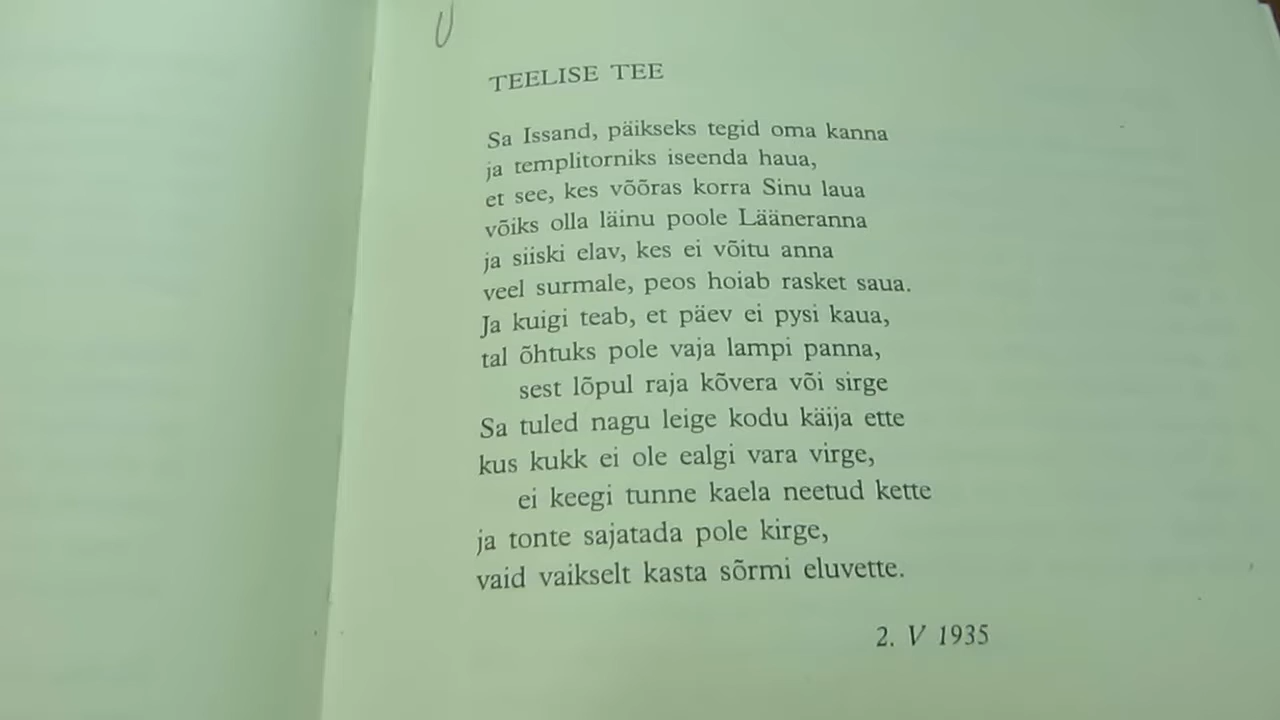 TEELISE TEE
Sa Issand, päikseks tegid oma kanna
ja templitorniks iseenda haua,
et see, kes võõras korra Sinu laua
võiks olla läinu poole Lääneranna
ja siiski elav, kes ei võitu anna
veel surmale, peos hoiab rasket saua.
Ja kuigi teab, et päev ei pysi kaua,
tal õhtuks pole vaja lampi panna,
sest lõpul raja kõvera või sirge
Sa tuled nagu leige kodu käija ette
kus kukk ei ole ealgi vara virge,
ei keegi tunne kaela neetud kette
ja tonte sajatada pole kirge,
vaid vaikselt kasta sõrmi eluvette.
2. V 1935